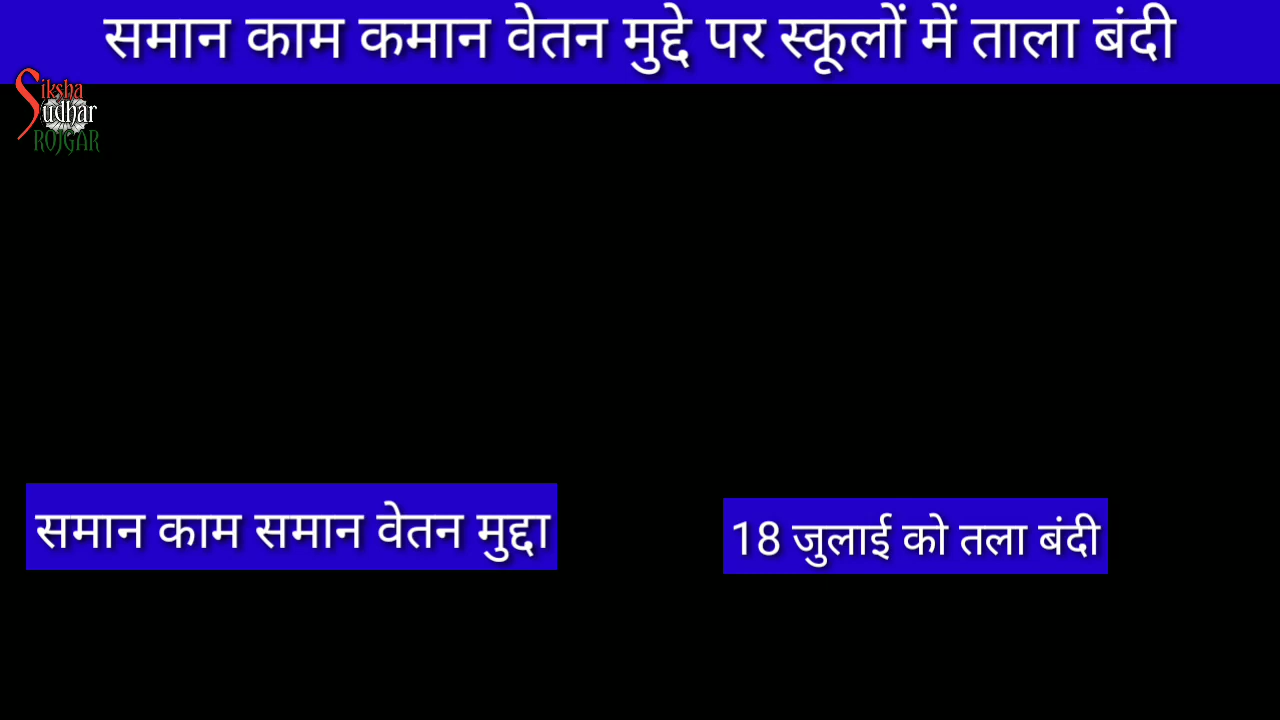 समान काम कमान वेतन मुद्दे पर स्कूलों में ताला बंदी
Siksha
Sudhar
ROJGAR
समान काम समान वेतन मुद्दा
18 जुलाई को तला बंदी